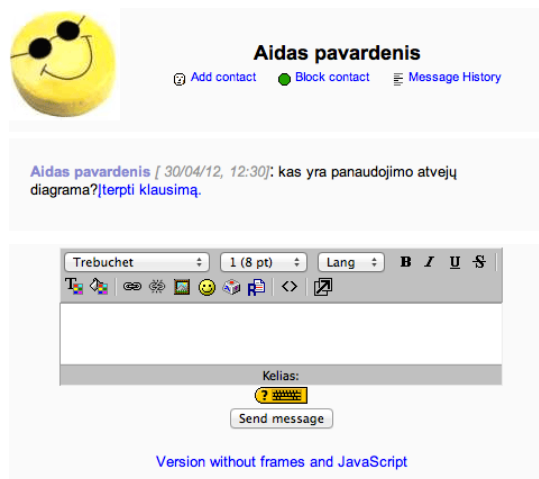 Aidas pavardenis
Add contact Block contact Message History
Aidas pavardenis [ 30/04/12, 12:30]: kas yra panaudojimo atvejų
diagrama?Įterpti klausimą.
Trebuchet 1 (8 pt) Lang B I U S
Kelias:
Send message
Version without frames and JavaScript